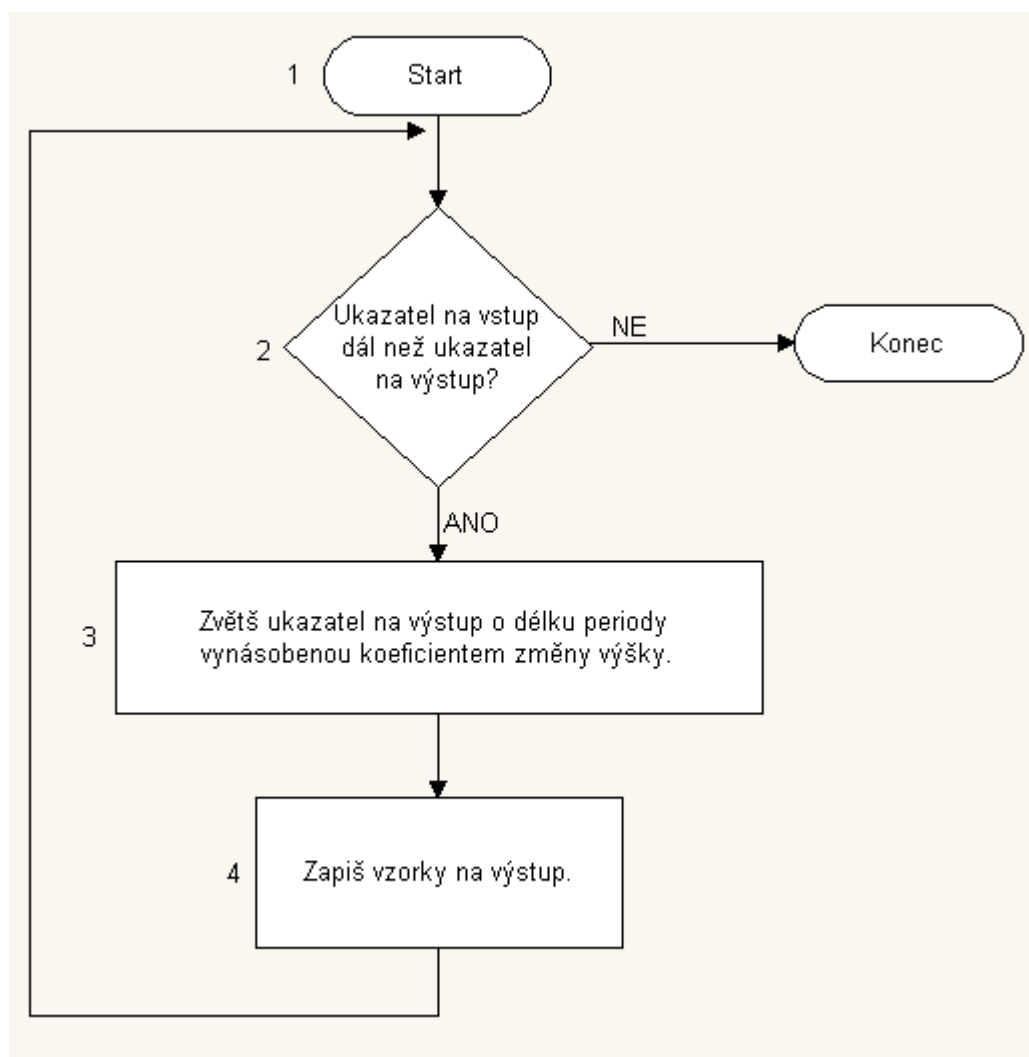 1
Start
Ukazatel na vstup
dál než ukazatel
na výstup?
2
NE
Konec
ANO
3
Zvětš ukazatel na výstup o délku periody
vynásobenou koeficientem změny výšky.
4
Zapiš vzorky na výstup.